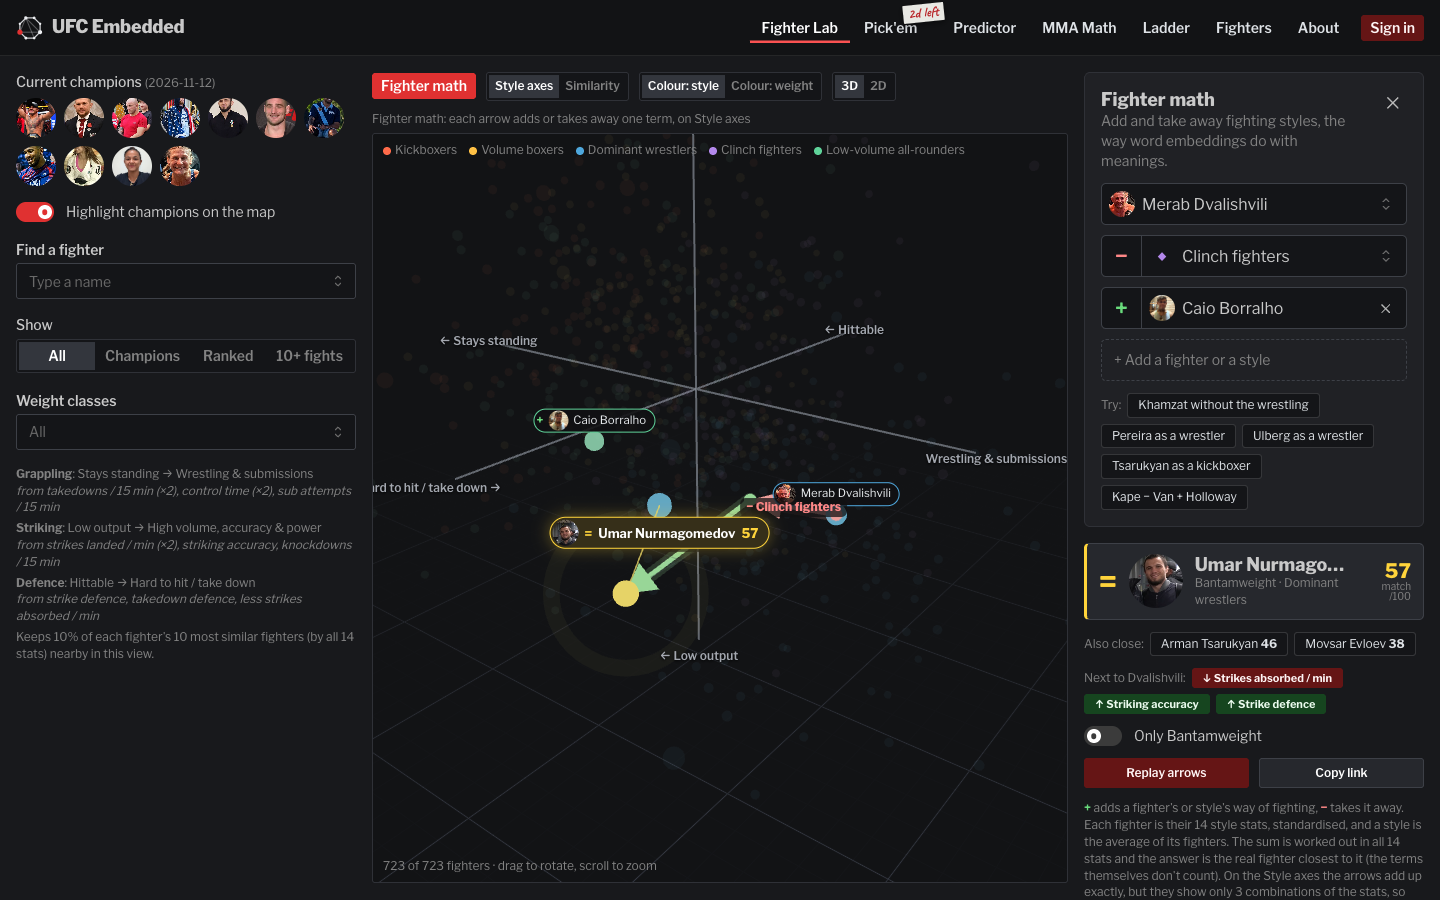 UFC Embedded
Fighter Lab
Pick'em
2d left
Predictor
MMA Math
Ladder
Fighters
About
Sign in
Current champions (2026-11-12)
Highlight champions on the map
Find a fighter
Type a name
Show
All
Champions
Ranked
10+ fights
Weight classes
All
Grappling: Stays standing → Wrestling & submissions
from takedowns / 15 min (×2), control time (×2), sub attempts
/ 15 min
Striking: Low output → High volume, accuracy & power
from strikes landed / min (×2), striking accuracy, knockdowns
/ 15 min
Defence: Hittable → Hard to hit / take down
from strike defence, takedown defence, less strikes
absorbed / min
Keeps 10% of each fighter's 10 most similar fighters (by all 14
stats) nearby in this view.
Fighter math
Style axes
Similarity
Colour: style
Colour: weight
3D
2D
Fighter math: each arrow adds or takes away one term, on Style axes
Kickboxers
Volume boxers
Dominant wrestlers
Clinch fighters
Low-volume all-rounders
← Hittable
← Stays standing
+ Caio Borralho
Wrestling & submissions
rd to hit / take down →
Merab Dvalishvili
− Clinch fighters
= Umar Nurmagomedov 57
← Low output
723 of 723 fighters · drag to rotate, scroll to zoom
Fighter math
Add and take away fighting styles, the
way word embeddings do with
meanings.
Merab Dvalishvili
− Clinch fighters
+ Caio Borralho
+ Add a fighter or a style
Try:
Khamzat without the wrestling
Pereira as a wrestler
Ulberg as a wrestler
Tsarukyan as a kickboxer
Kape − Van + Holloway
=
Umar Nurmago...
Bantamweight · Dominant
wrestlers
57
match
/100
Also close:
Arman Tsarukyan 46
Movsar Evloev 38
Next to Dvalishvili:
↓ Strikes absorbed / min
↑ Striking accuracy
↑ Strike defence
Only Bantamweight
Replay arrows
Copy link
+ adds a fighter's or style's way of fighting, − takes it away.
Each fighter is their 14 style stats, standardised, and a style is
the average of its fighters. The sum is worked out in all 14
stats and the answer is the real fighter closest to it (the terms
themselves don't count). On the Style axes the arrows add up
exactly, but they show only 3 combinations of the stats, so